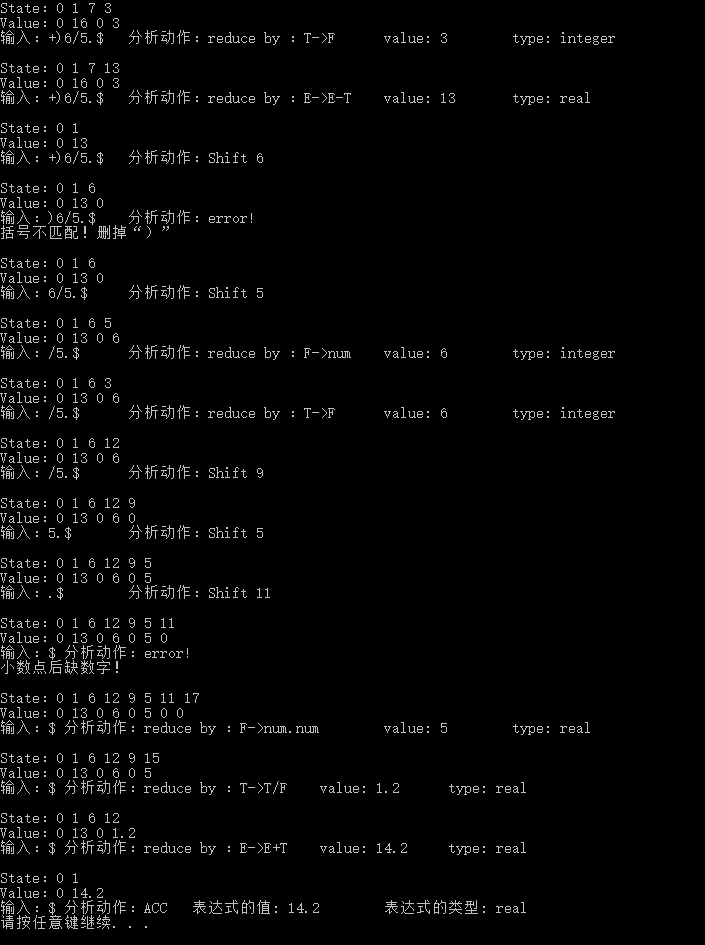 State: 0 1 7 3
Value: 0 16 0 3
输入: +)6/5.$ 分析动作: reduce by : T->F value: 3 type: integer
State: 0 1 7 13
Value: 0 16 0 3
输入: +)6/5.$ 分析动作: reduce by : E->E-T value: 13 type: real
State: 0 1
Value: 0 13
输入: +)6/5.$ 分析动作: Shift 6
State: 0 1 6
Value: 0 13 0
输入: )6/5.$ 分析动作: error!
括号不匹配! 删掉“)”
State: 0 1 6
Value: 0 13 0
输入: 6/5.$ 分析动作: Shift 5
State: 0 1 6 5
Value: 0 13 0 6
输入: /5.$ 分析动作: reduce by : F->num value: 6 type: integer
State: 0 1 6 3
Value: 0 13 0 6
输入: /5.$ 分析动作: reduce by : T->F value: 6 type: integer
State: 0 1 6 12
Value: 0 13 0 6
输入: /5.$ 分析动作: Shift 9
State: 0 1 6 12 9
Value: 0 13 0 6 0
输入: 5.$ 分析动作: Shift 5
State: 0 1 6 12 9 5
Value: 0 13 0 6 0 5
输入: .$ 分析动作: Shift 11
State: 0 1 6 12 9 5 11
Value: 0 13 0 6 0 5 0
输入: $ 分析动作: error!
小数点后缺数字!
State: 0 1 6 12 9 5 11 17
Value: 0 13 0 6 0 5 0 0
输入: $ 分析动作: reduce by : F->num.num value: 5 type: real
State: 0 1 6 12 9 15
Value: 0 13 0 6 0 5
输入: $ 分析动作: reduce by : T->T/F value: 1.2 type: real
State: 0 1 6 12
Value: 0 13 0 1.2
输入: $ 分析动作: reduce by : E->E+T value: 14.2 type: real
State: 0 1
Value: 0 14.2
输入: $ 分析动作: ACC 表达式的值: 14.2 表达式的类型: real
请按任意键继续. . .